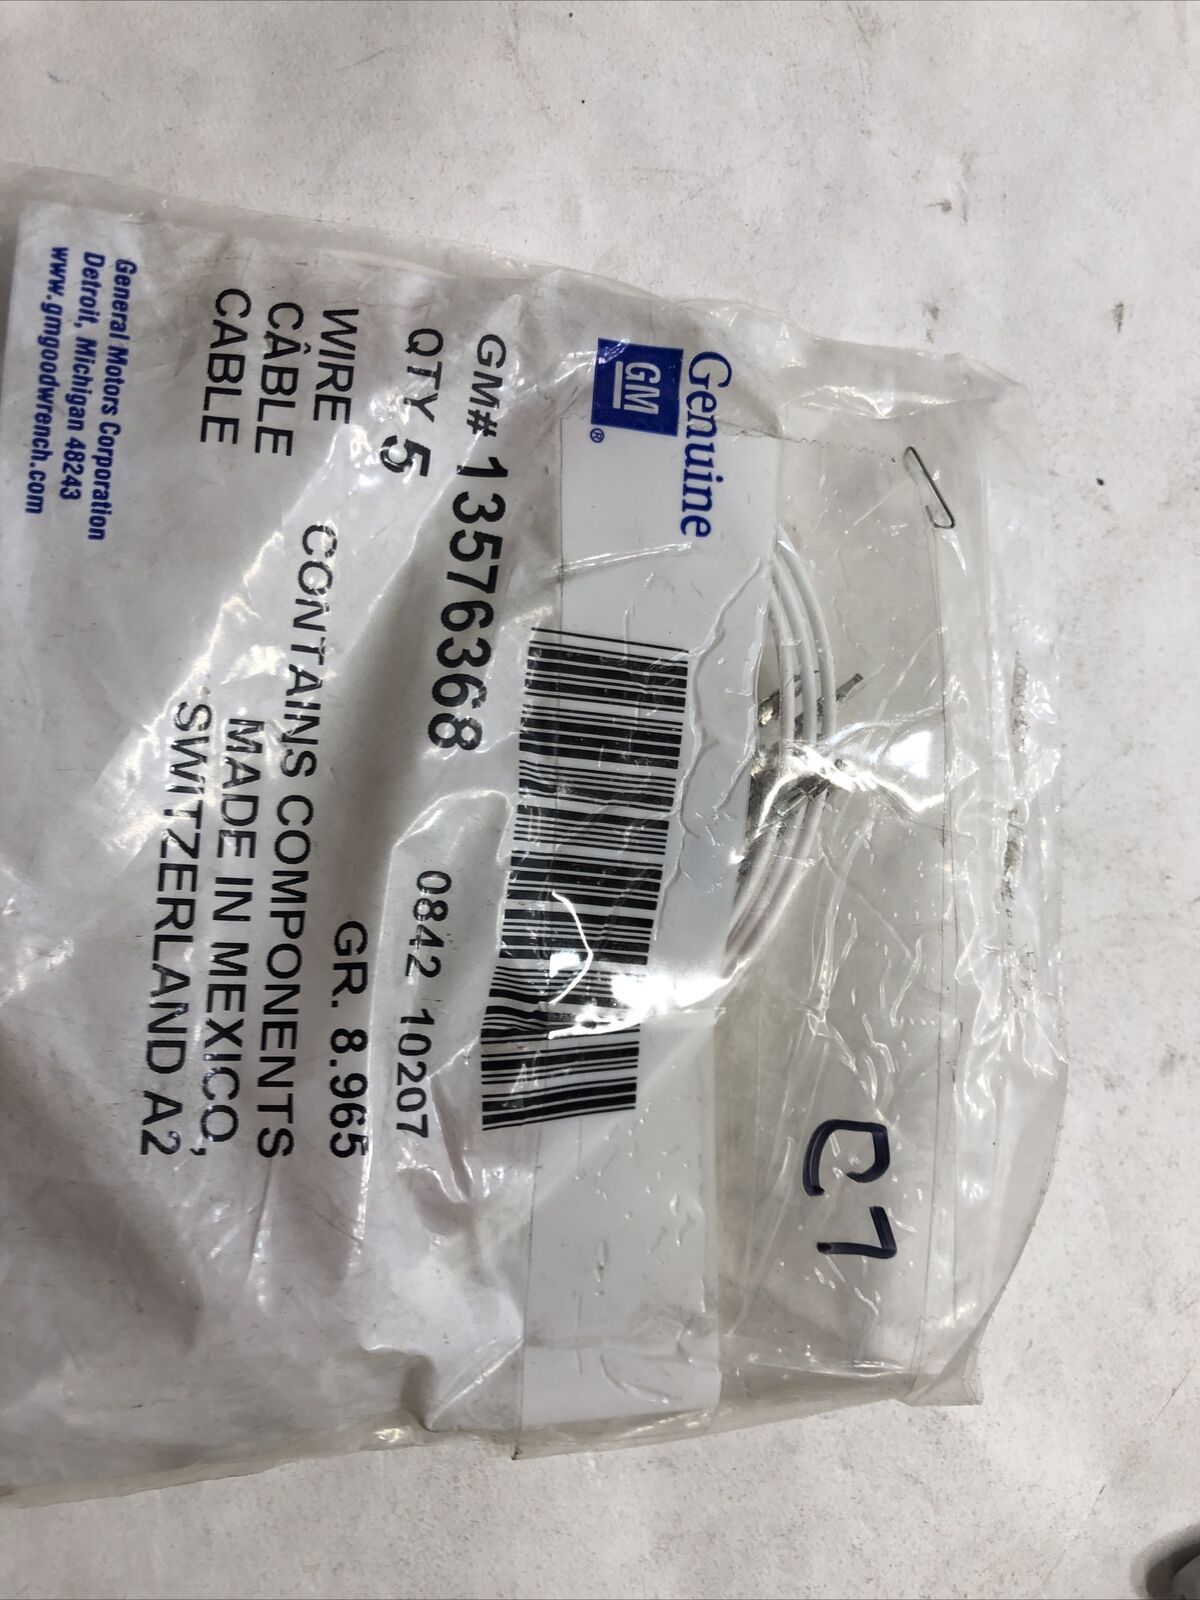 Genuine
GM®
GM# 13576368
QTY 5
0842 10207
WIRE
GR. 8.965
CÂBLE
CONTAINS COMPONENTS
CABLE
MADE IN MEXICO,
SWITZERLAND A2
General Motors Corporation
Detroit, Michigan 48243
www.gmgoodwrench.com
C7